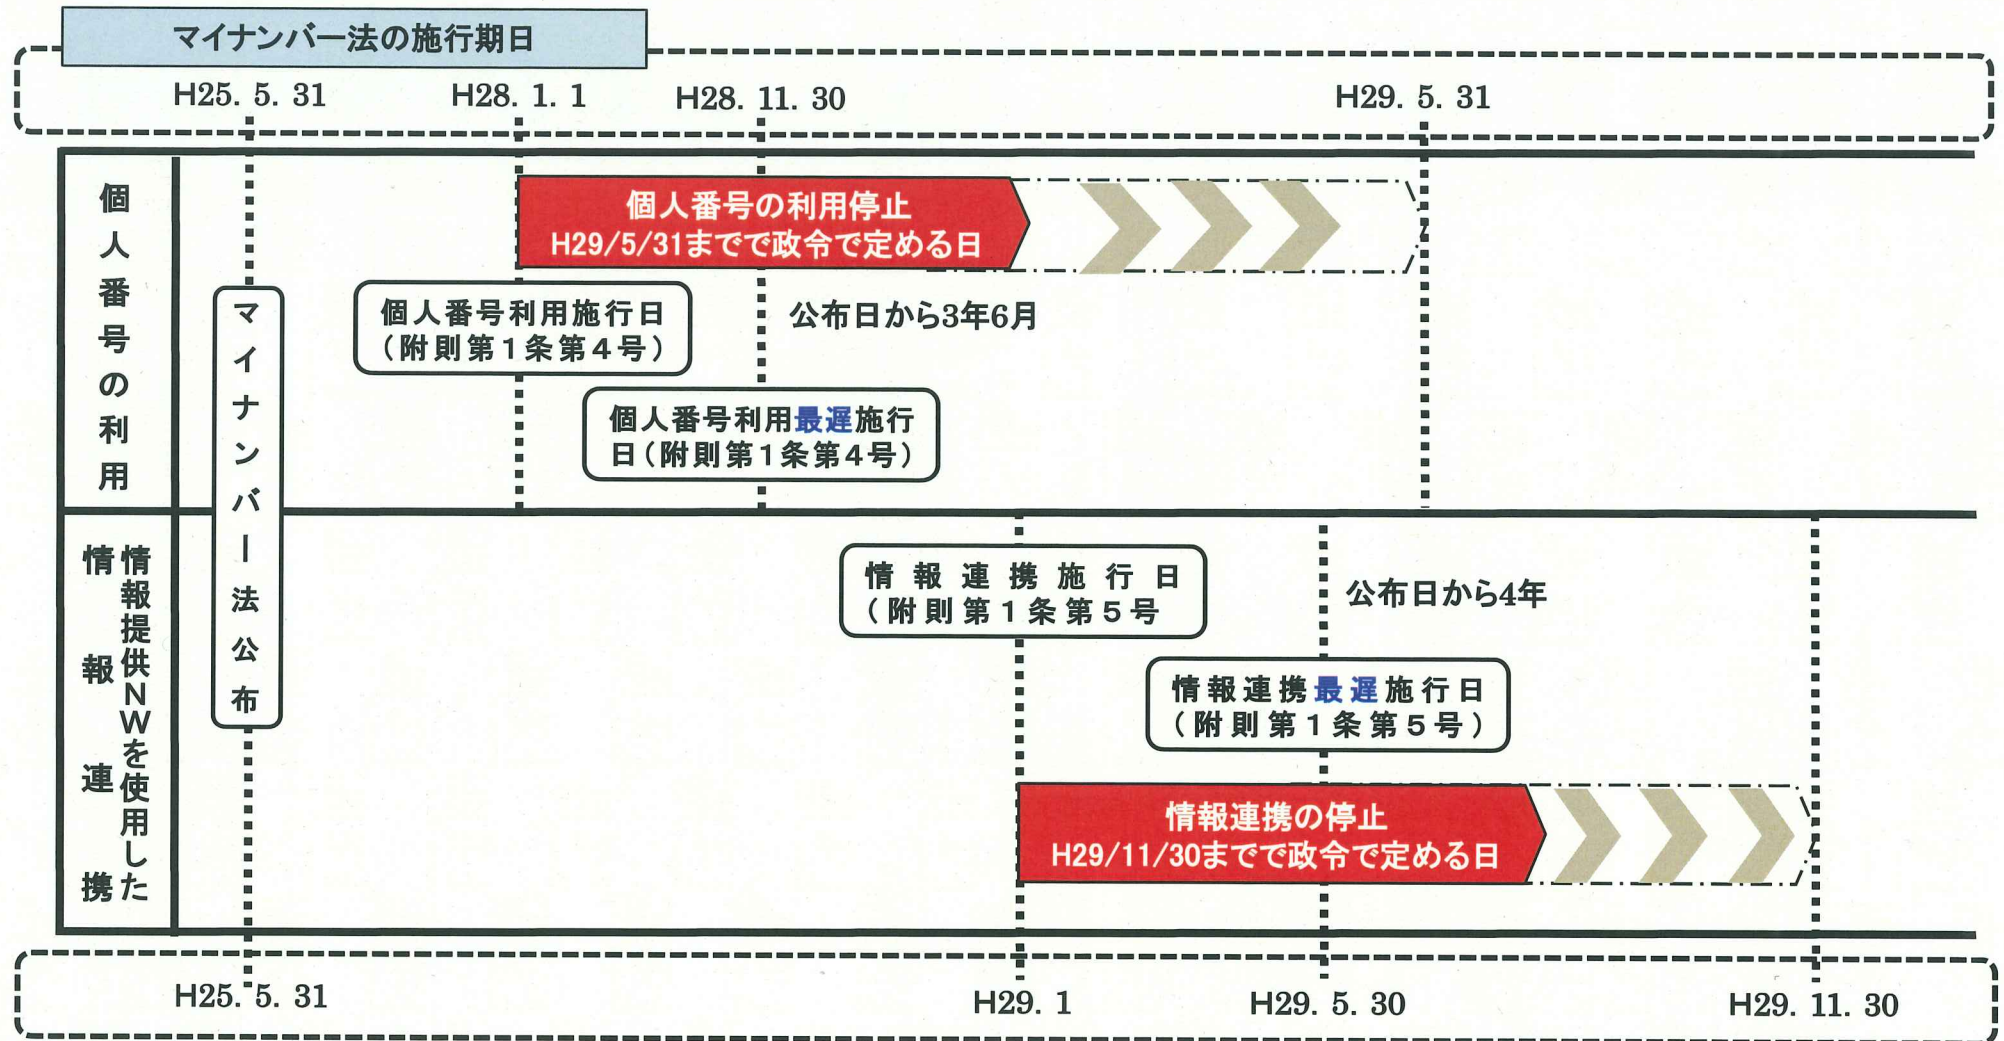 マイナンバー法の施行期日
H25. 5. 31
H28. 1. 1
H28. 11. 30
H29. 5. 31
個人番号の利用
個人番号の利用停止
H29/5/31までで政令で定める日
マイナンバー法公布
個人番号利用施行日
(附則第1条第4号)
公布日から3年6月
個人番号利用最遅施行
日(附則第1条第4号)
情報提供NWを使用した
情報連携
情報連携施行日
(附則第1条第5号
公布日から4年
情報連携最遅施行日
(附則第1条第5号)
情報連携の停止
H29/11/30までで政令で定める日
H25. 5. 31
H29. 1
H29. 5. 30
H29. 11. 30